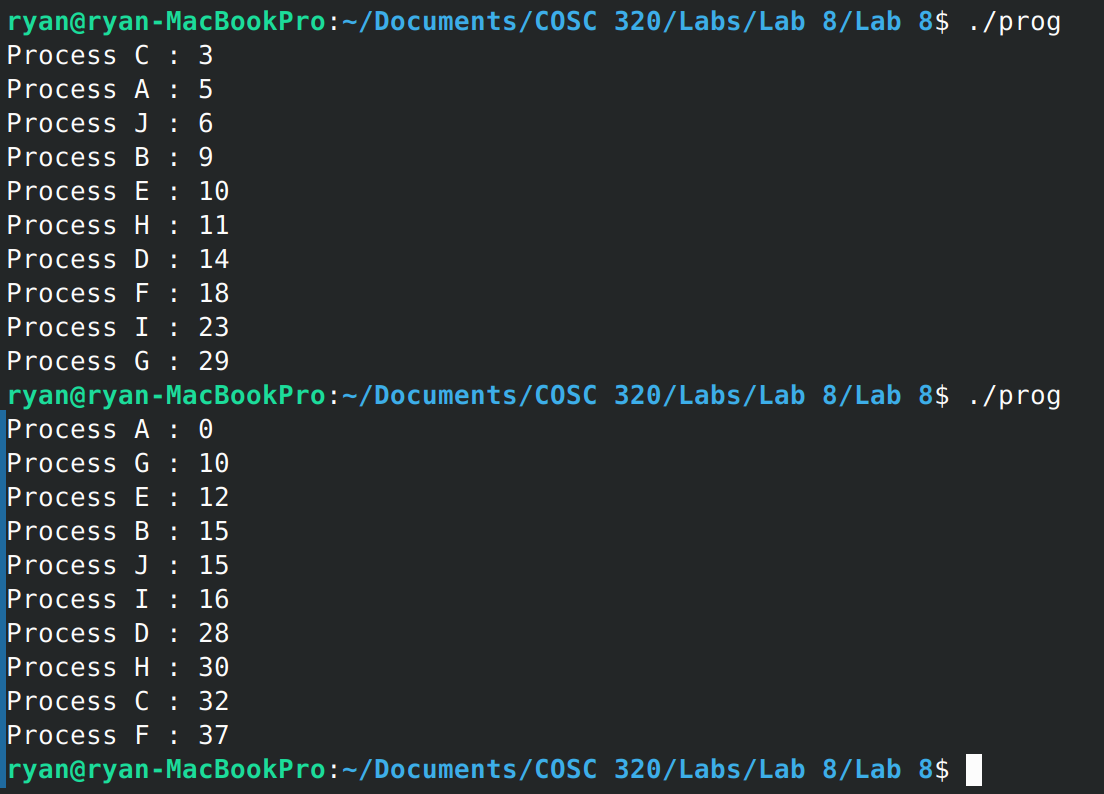 ryan@ryan-MacBookPro:~/Documents/COSC 320/Labs/Lab 8/Lab 8$ ./prog
Process C : 3
Process A : 5
Process J : 6
Process B : 9
Process E : 10
Process H : 11
Process D : 14
Process F : 18
Process I : 23
Process G : 29
ryan@ryan-MacBookPro:~/Documents/COSC 320/Labs/Lab 8/Lab 8$ ./prog
Process A : 0
Process G : 10
Process E : 12
Process B : 15
Process J : 15
Process I : 16
Process D : 28
Process H : 30
Process C : 32
Process F : 37
ryan@ryan-MacBookPro:~/Documents/COSC 320/Labs/Lab 8/Lab 8$